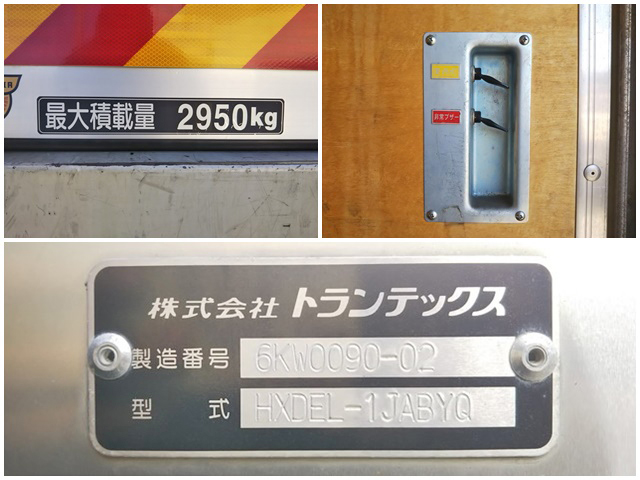 最大積載量 2950kg
非常ブザー
株式会社 トランテックス
製造番号 6KW0090-02
型 式 HXDEL-1JABYQ